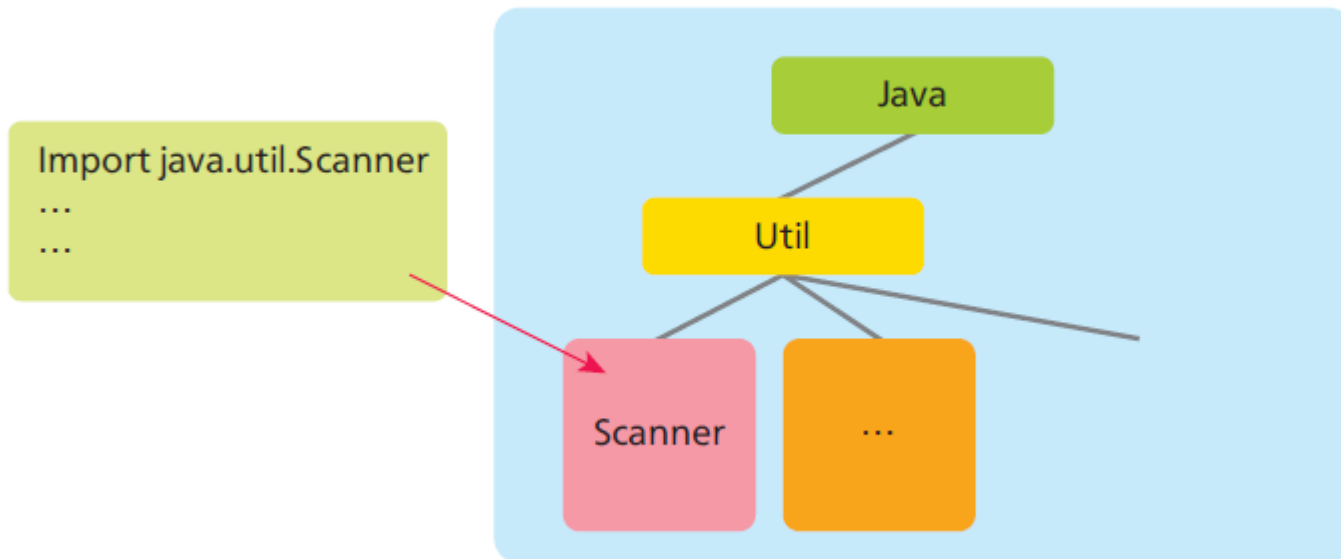 Java
Import java.util.Scanner
…
…
Util
Scanner
…